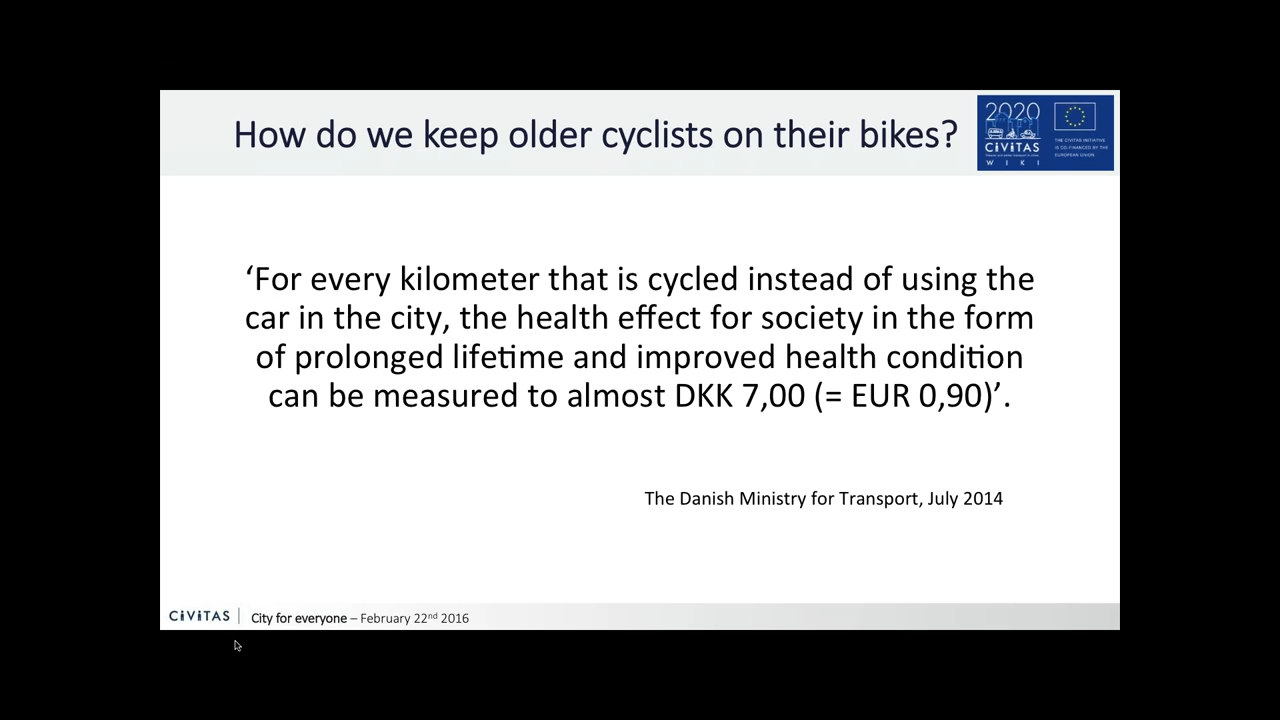 How do we keep older cyclists on their bikes?
2020
CiViTAS
WIKI
THE CIVITAS INITIATIVE
IS CO-FINANCED BY THE
EUROPEAN UNION
‘For every kilometer that is cycled instead of using the
car in the city, the health effect for society in the form
of prolonged lifetime and improved health condition
can be measured to almost DKK 7,00 (= EUR 0,90)’.
The Danish Ministry for Transport, July 2014
CiViTAS
City for everyone – February 22nd 2016